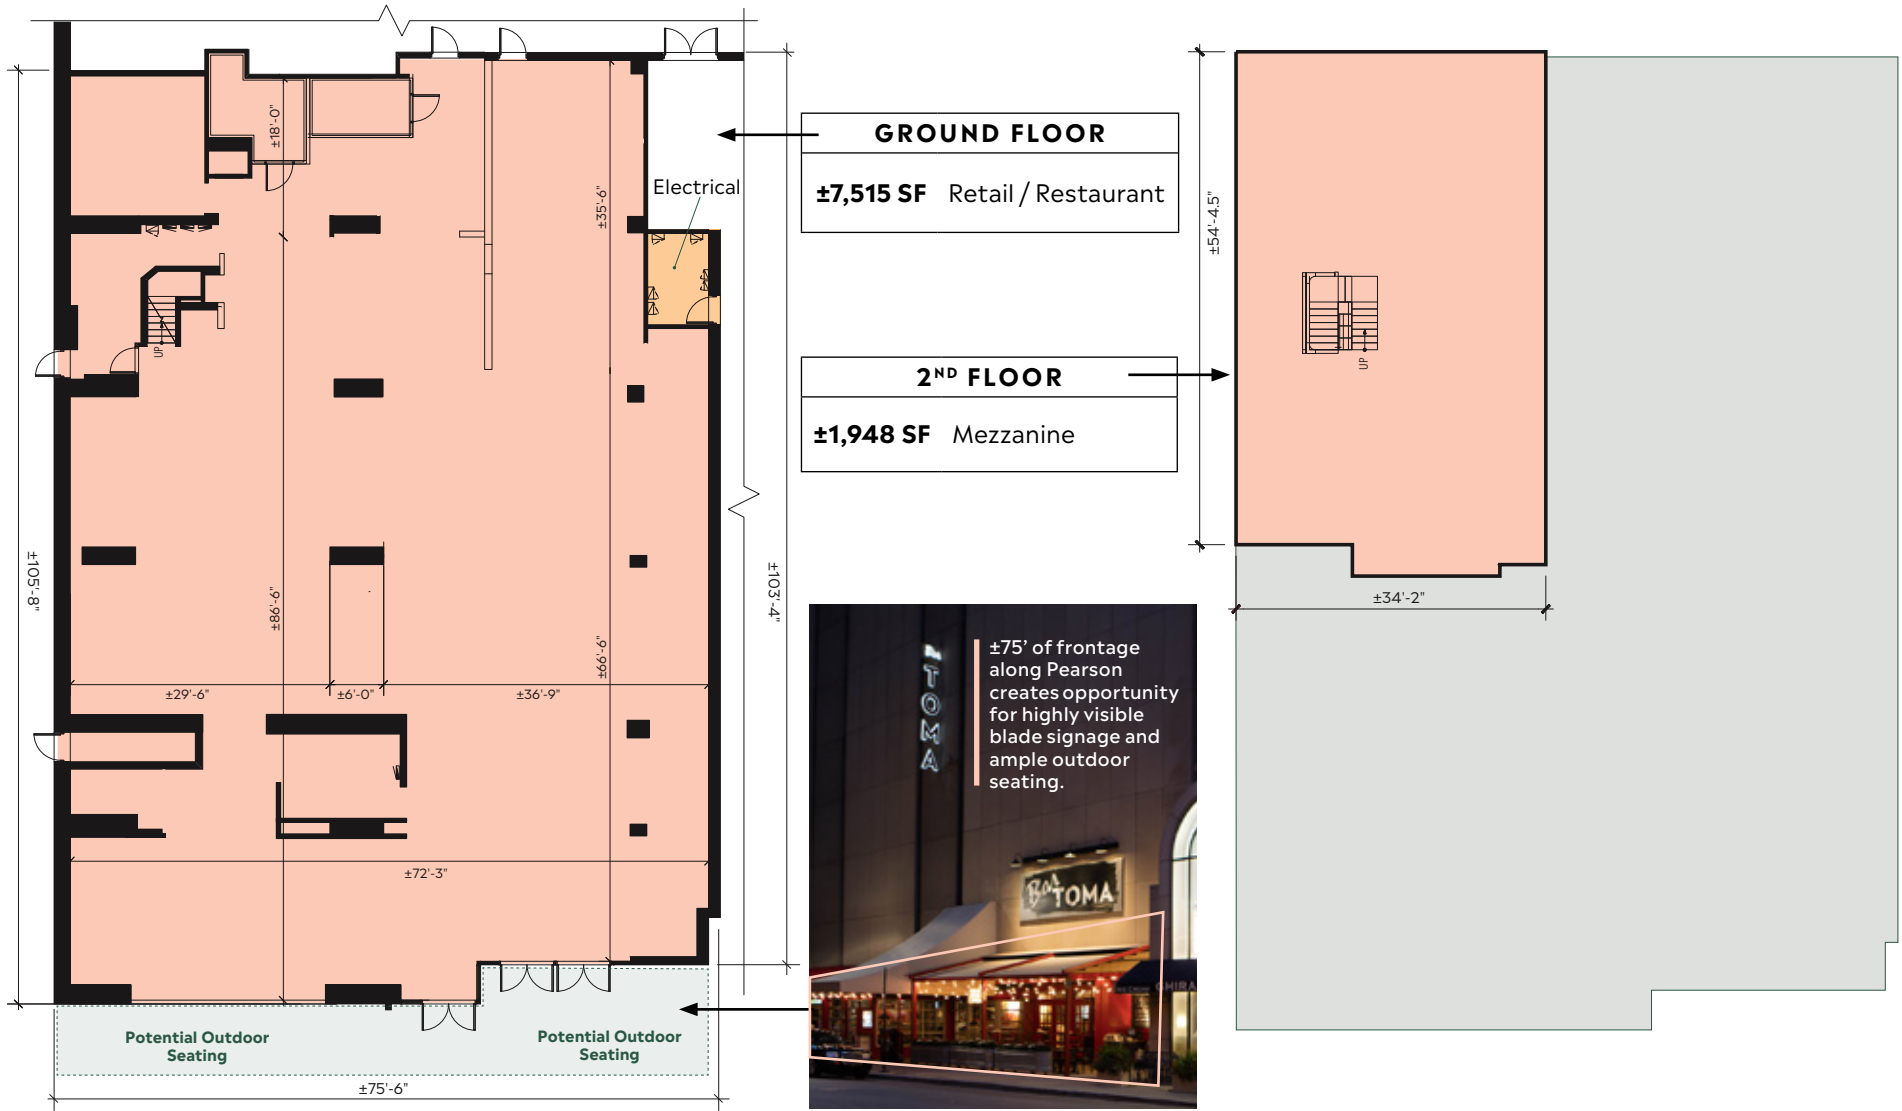 ±18'-0"
±35'-6"
Electrical
UP
±105'-8"
±86'-6"
±66'-6"
±103'-4"
±29'-6"
±6'-0"
±36'-9"
±72'-3"
Potential Outdoor
Seating
Potential Outdoor
Seating
±75'-6"
GROUND FLOOR
±7,515 SF Retail / Restaurant
2ND FLOOR
±1,948 SF Mezzanine
±75' of frontage
along Pearson
creates opportunity
for highly visible
blade signage and
ample outdoor
seating.
TOMA
Bar TOMA
GHIRA
±54'-4.5"
UP
±34'-2"